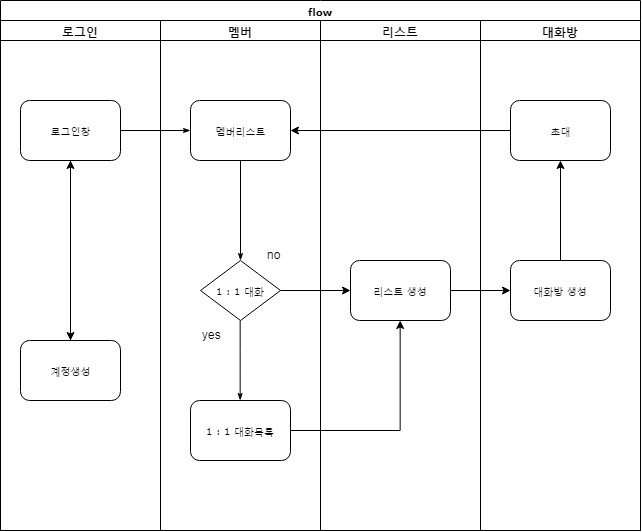 flow
로그인
멤버
리스트
대화방
로그인창
멤버리스트
초대
no
1 : 1 대화
리스트 생성
대화방 생성
yes
계정생성
1 : 1 대화목록